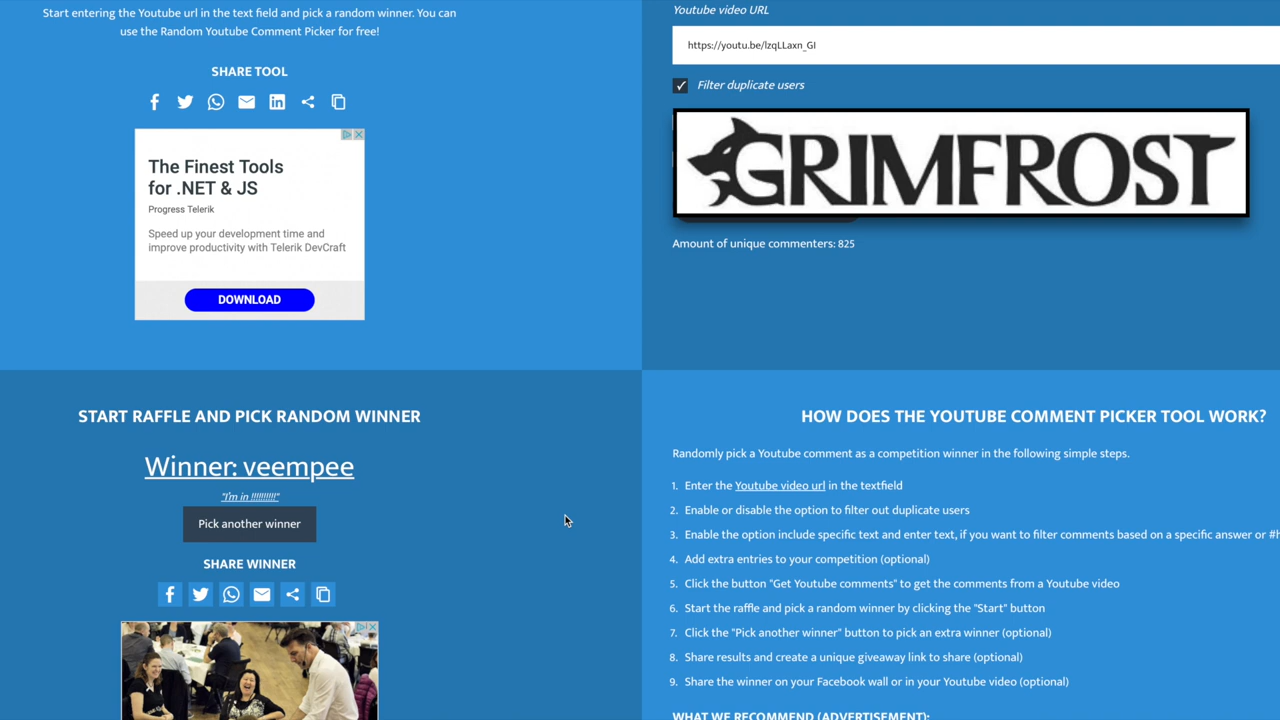 Start entering the Youtube url in the text field and pick a random winner. You can
use the Random Youtube Comment Picker for free!
SHARE TOOL
The Finest Tools
for .NET & JS
Progress Telerik
Speed up your development time and
improve productivity with Telerik DevCraft
DOWNLOAD
Youtube video URL
https://youtu.be/lzqLLaxn_GI
Filter duplicate users
GRIMFROST
Amount of unique commenters: 825
START RAFFLE AND PICK RANDOM WINNER
Winner: veempee
"I'm in !!!!!!!!!!"
Pick another winner
SHARE WINNER
HOW DOES THE YOUTUBE COMMENT PICKER TOOL WORK?
Randomly pick a Youtube comment as a competition winner in the following simple steps.
1. Enter the Youtube video url in the textfield
2. Enable or disable the option to filter out duplicate users
3. Enable the option include specific text and enter text, if you want to filter comments based on a specific answer or #h
4. Add extra entries to your competition (optional)
5. Click the button "Get Youtube comments" to get the comments from a Youtube video
6. Start the raffle and pick a random winner by clicking the "Start" button
7. Click the "Pick another winner" button to pick an extra winner (optional)
8. Share results and create a unique giveaway link to share (optional)
9. Share the winner on your Facebook wall or in your Youtube video (optional)
WHAT WE RECOMMEND (ADVERTISEMENT):